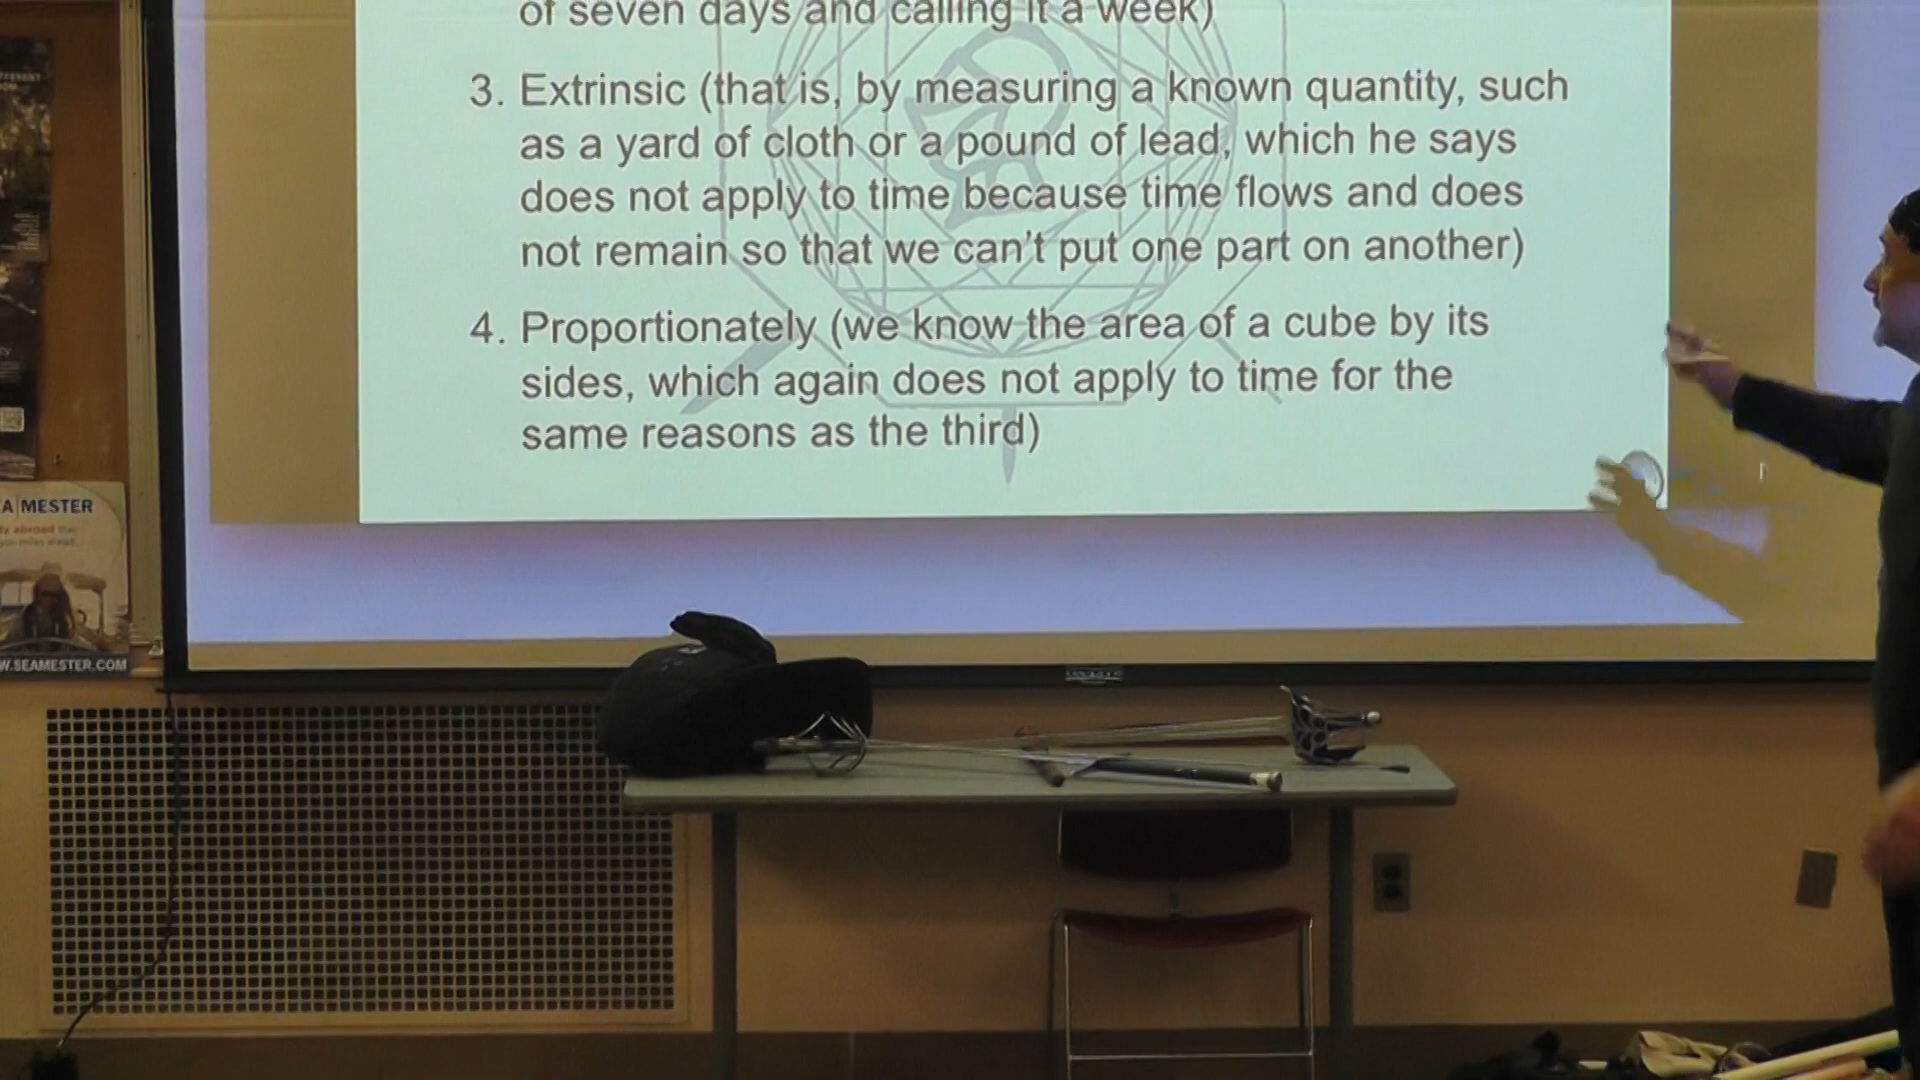 of seven days and calling it a week)
3. Extrinsic (that is, by measuring a known quantity, such
as a yard of cloth or a pound of lead, which he says
does not apply to time because time flows and does
not remain so that we can't put one part on another)
4. Proportionately (we know the area of a cube by its
sides, which again does not apply to time for the
same reasons as the third)
A|MESTER
abroad
W.SEAMESTER.COM